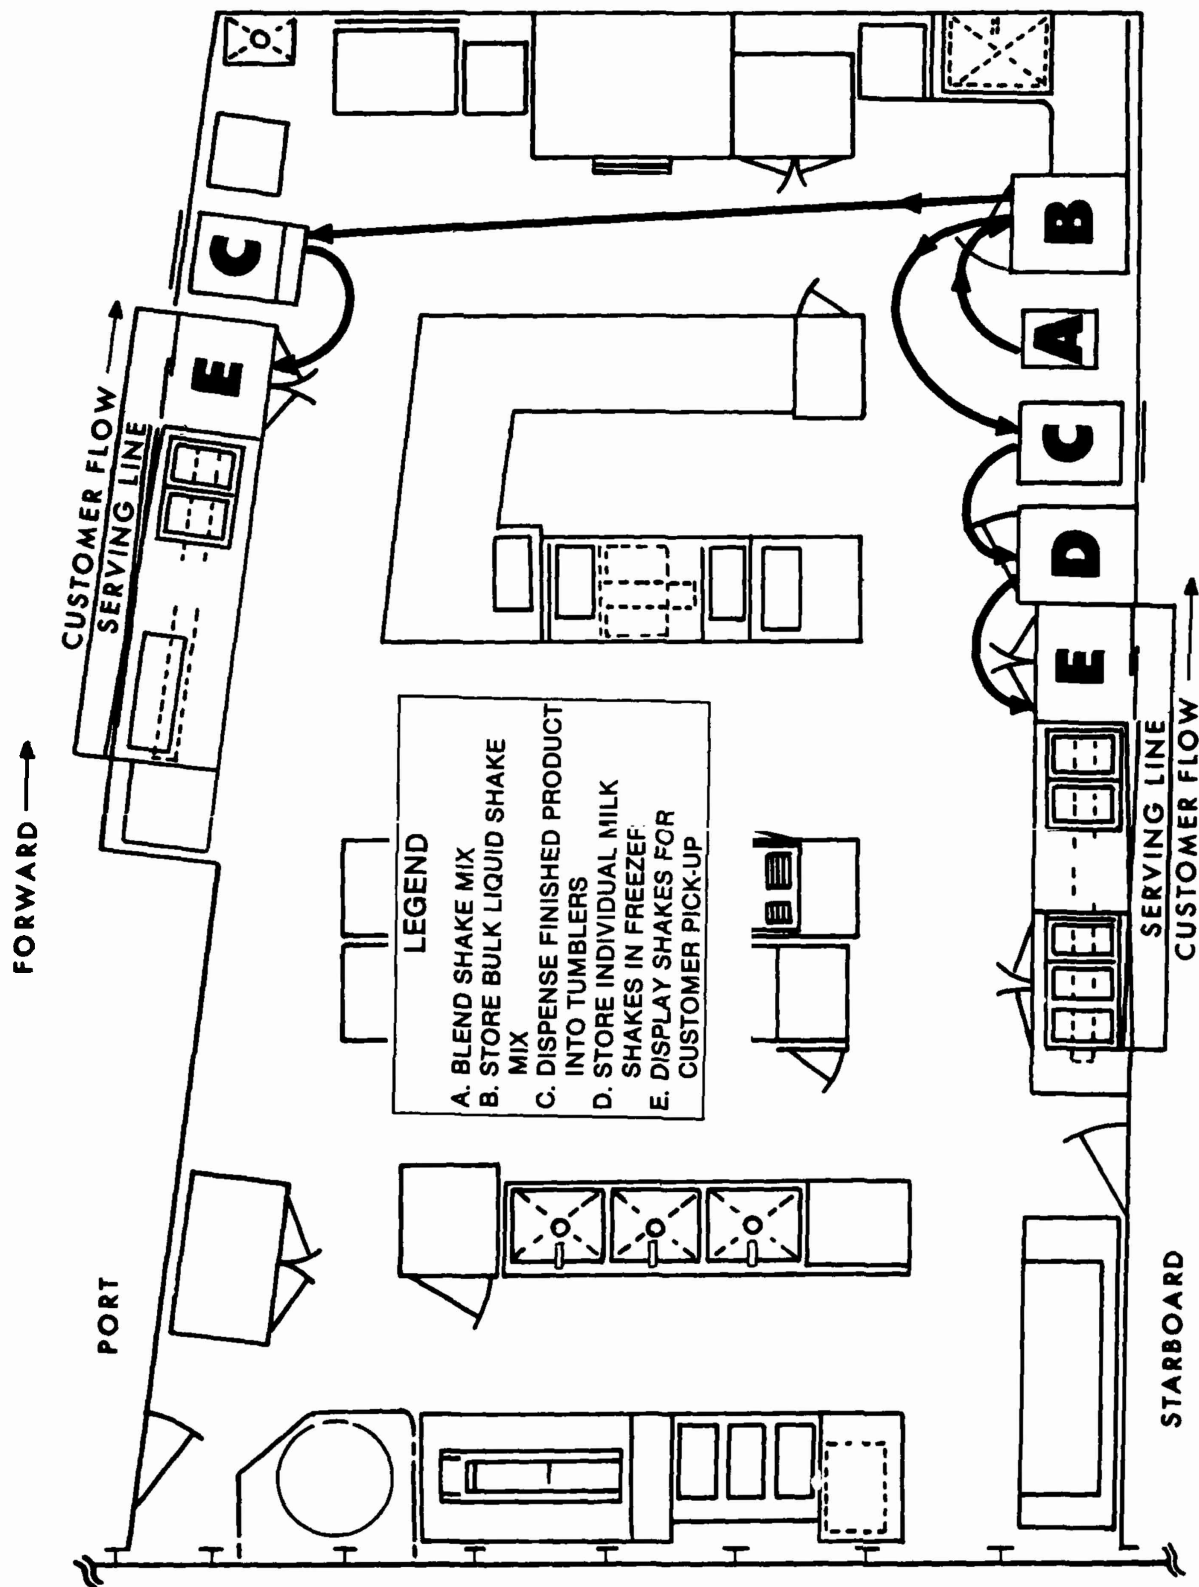 FORWARD
PORT
CUSTOMER FLOW
SERVING LINE
C
E
LEGEND
A. BLEND SHAKE MIX
B. STORE BULK LIQUID SHAKE
MIX
C. DISPENSE FINISHED PRODUCT
INTO TUMBLERS
D. STORE INDIVIDUAL MILK
SHAKES IN FREEZER
E. DISPLAY SHAKES FOR
CUSTOMER PICK-UP
E
D
C
A
B
SERVING LINE
CUSTOMER FLOW
STARBOARD